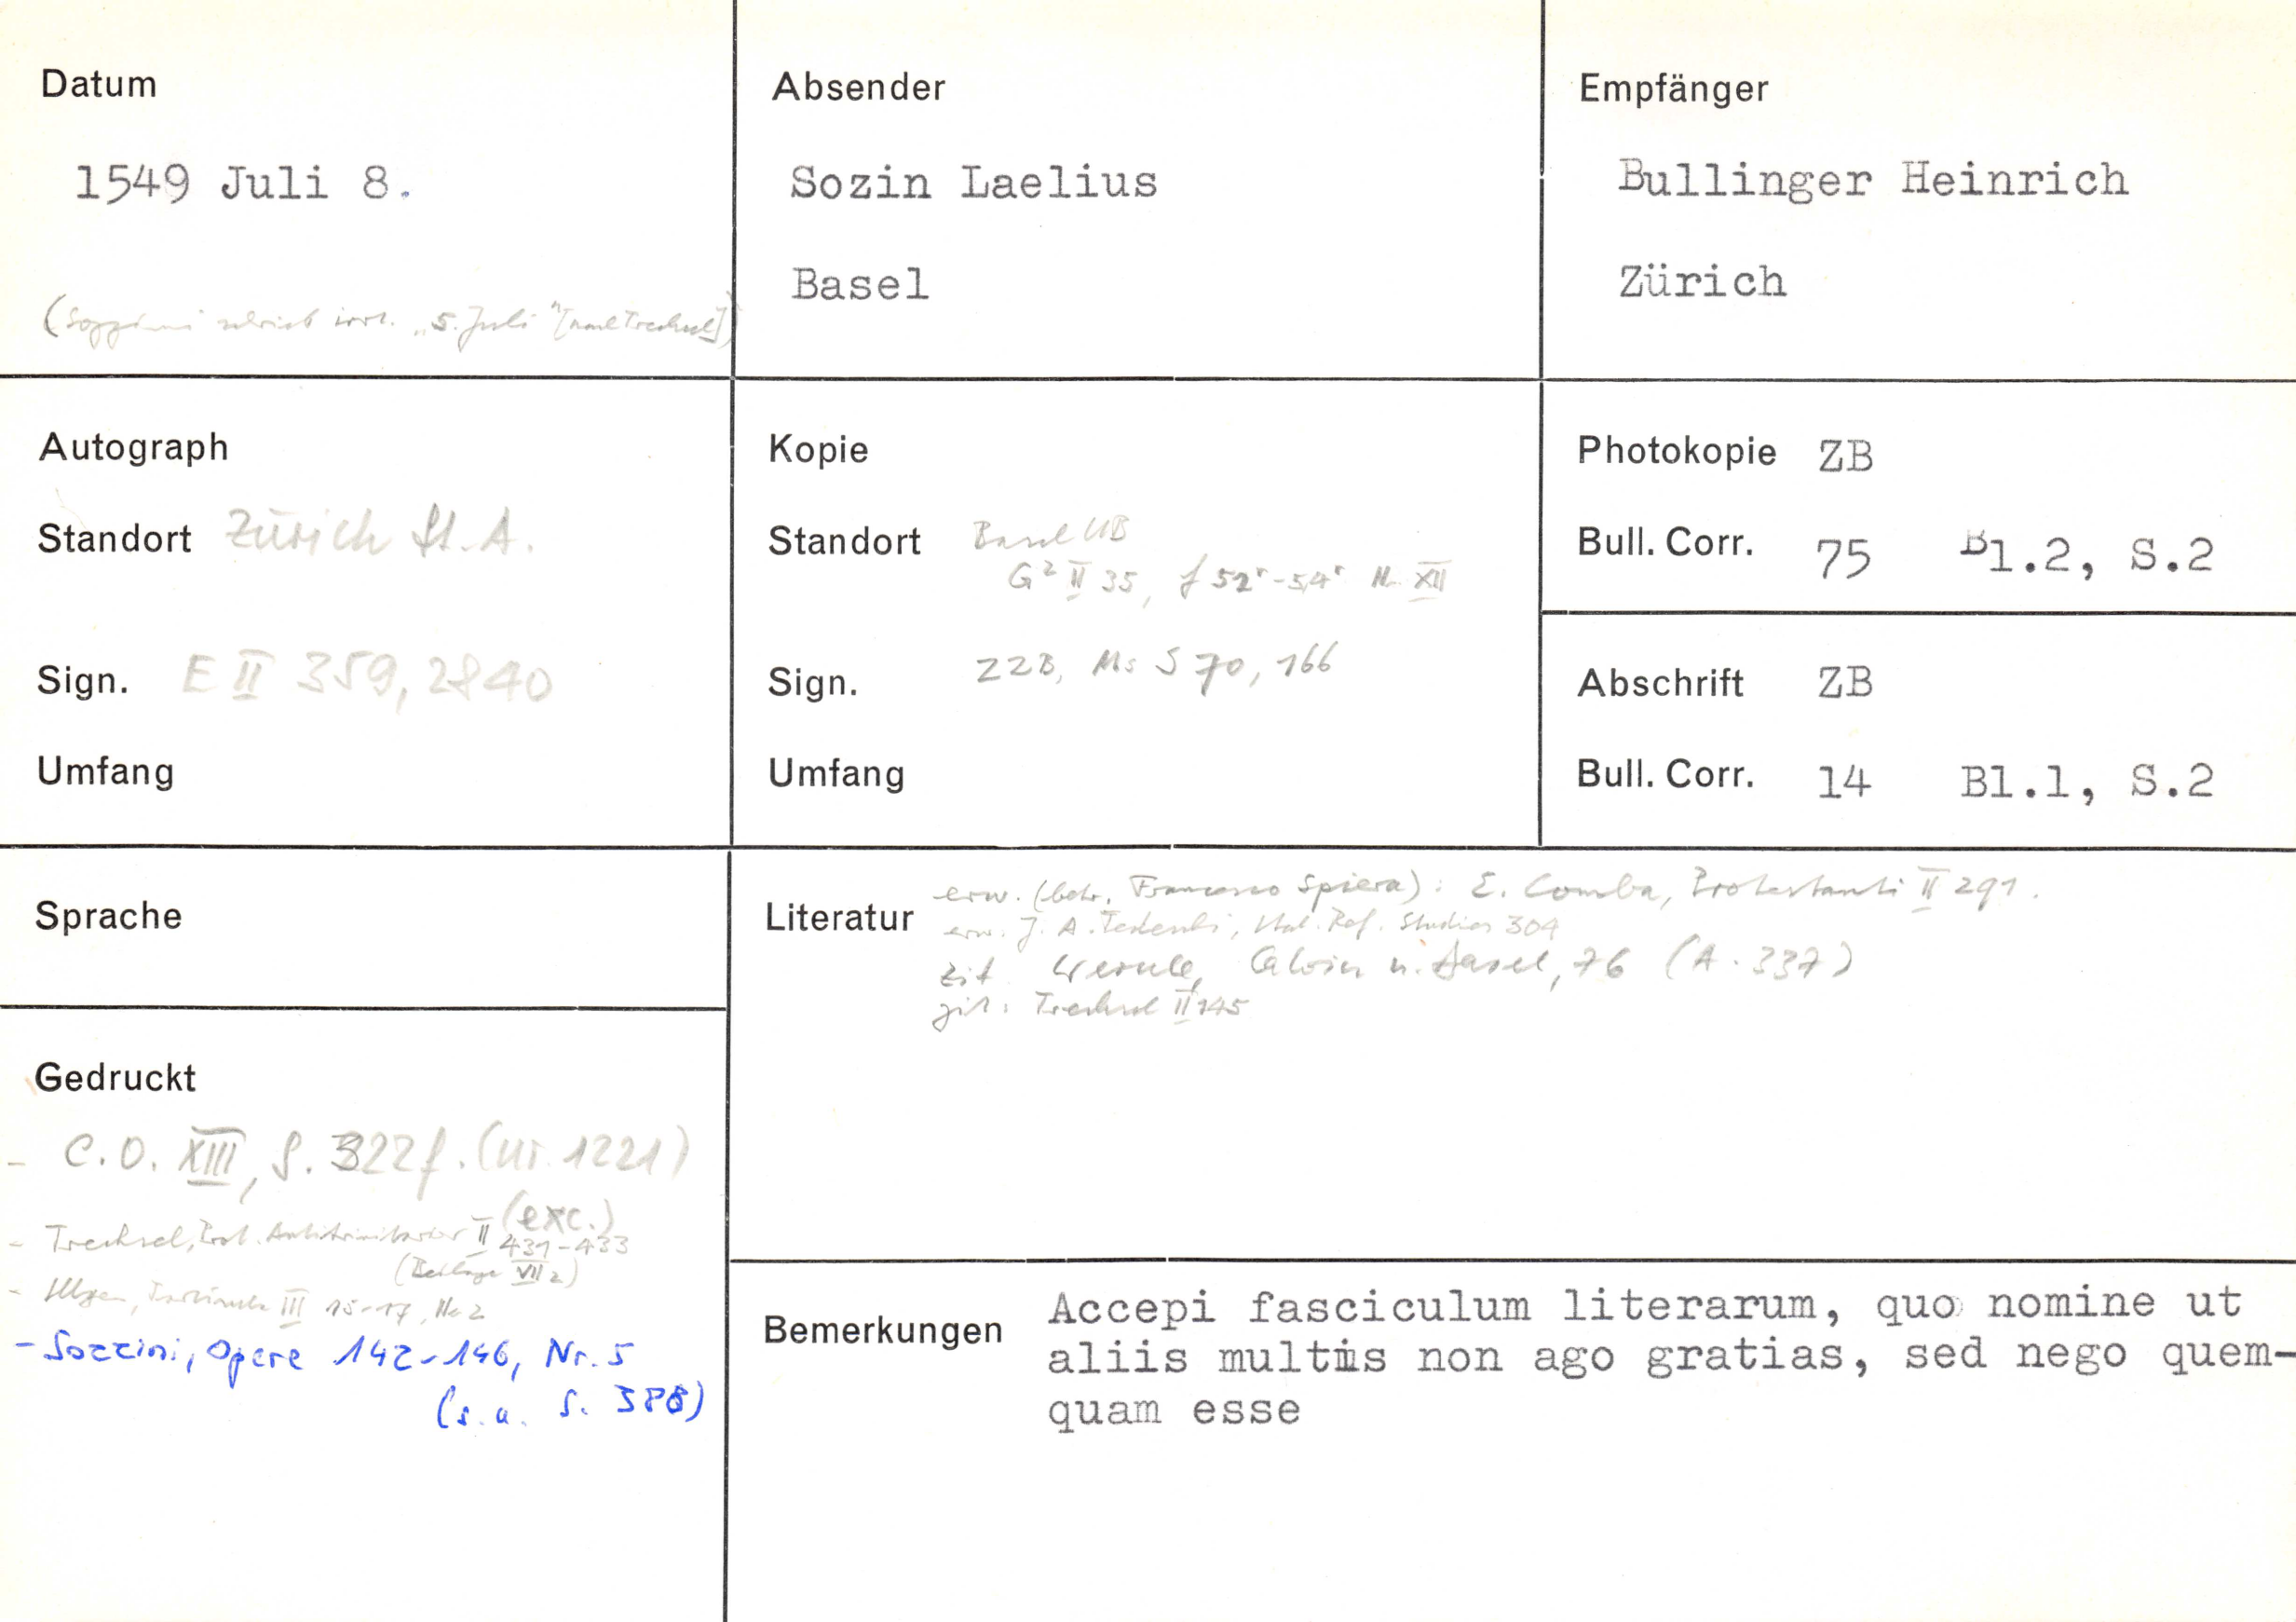 Datum
1549 Juli 8.
(Sozzini schrieb irrt. "5. Juli" [nach Trechsel])
Absender
Sozin Laelius
Basel
Empfänger
Bullinger Heinrich
Zürich
Autograph
Standort Zürich St. A.
Sign. E II 359, 2840
Umfang
Kopie
Standort Basel UB
G² II 35, f 52r-54r N. XII
Sign. ZZB, Ms S 70, 166
Umfang
Photokopie ZB
Bull. Corr. 75 Bl.2, S.2
Abschrift ZB
Bull. Corr. 14 Bl.1, S.2
Sprache
Literatur erw. (betr. Francesco Spiera): E. Comba, Protestanti II 291.
erw. J. A. Tedeschi, Ital. Ref. Studies 304
zit Wernle, Calvin u. Basel, 76 (A. 337)
zit: Trechsel II 145
Gedruckt
- C.O. XIII, S. 322f. (Nr. 1221)
(exc.)
- Trechsel, Prot. Antitrinitarier II 431-433
(Beilage VII 2)
- Illgen, III 15-17, Nr 2
- Sozzini, Opere 142-146, Nr. 5
(s. a. S. 388)
Bemerkungen Accepi fasciculum literarum, quo nomine ut
aliis multis non ago gratias, sed nego quem-
quam esse